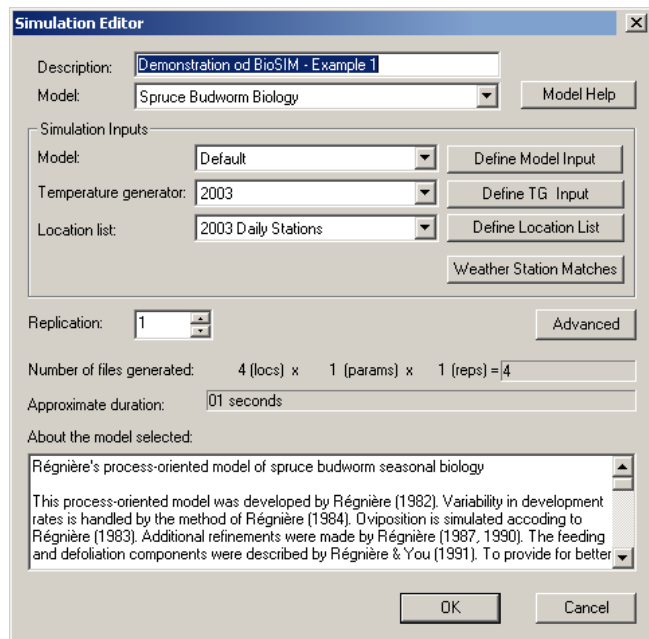 Simulation Editor
Description: Demonstration od BioSIM - Example 1
Model: Spruce Budworm Biology Model Help
Simulation Inputs
Model: Default Define Model Input
Temperature generator: 2003 Define TG Input
Location list: 2003 Daily Stations Define Location List
Weather Station Matches
Replication: 1 Advanced
Number of files generated: 4 (locs) x 1 (params) x 1 (reps) = 4
Approximate duration: 01 seconds
About the model selected:
Régnière's process-oriented model of spruce budworm seasonal biology
This process-oriented model was developed by Régnière (1982). Variability in development
rates is handled by the method of Régnière (1984). Oviposition is simulated accoding to
Régnière (1983). Additional refinements were made by Régnière (1987, 1990). The feeding
and defoliation components were described by Régnière & You (1991). To provide for better
OK Cancel